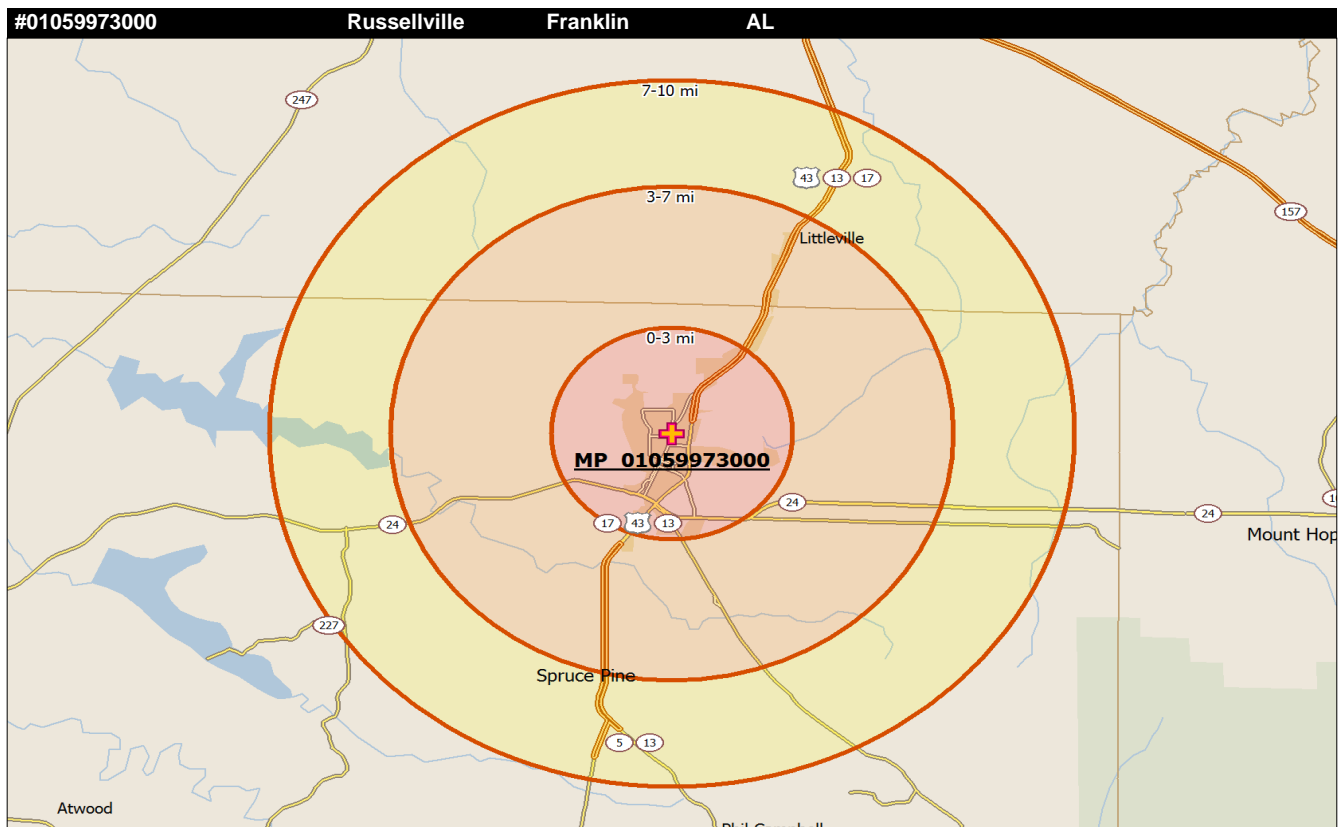 #01059973000 Russellville Franklin AL
7-10 mi
247
43 13 17
3-7 mi
157
Littleville
0-3 mi
MP 01059973000
24
24
24
17 43 13
Mount Hop
227
Spruce Pine
5 13
Atwood